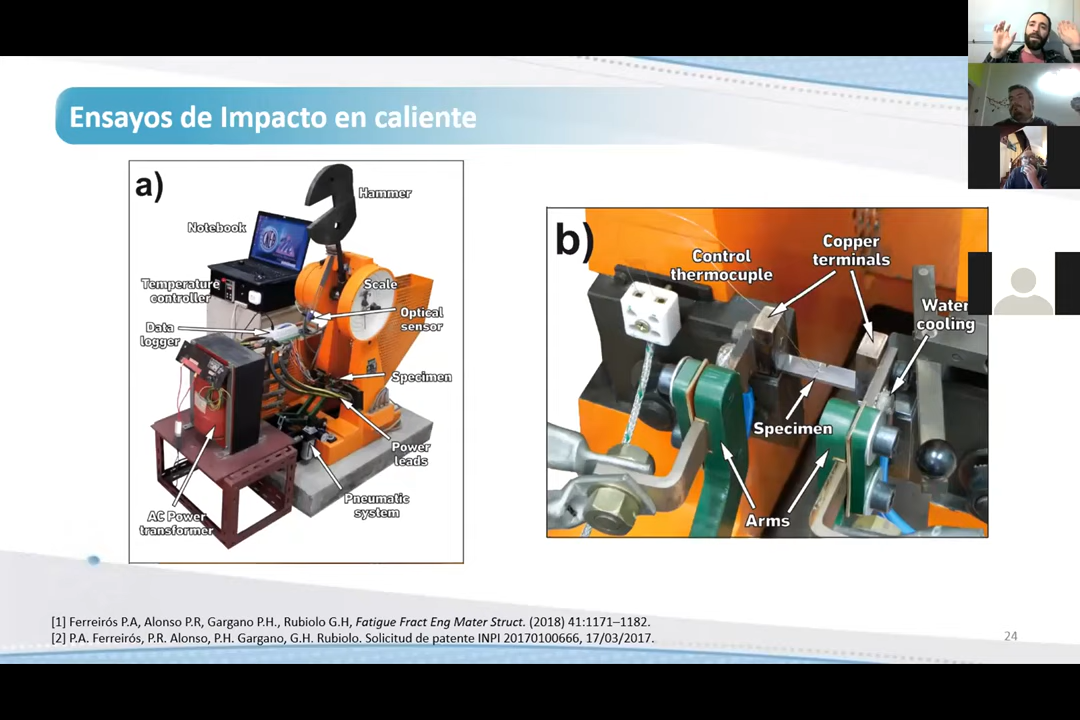 Ensayos de Impacto en caliente
a)
Hammer
Notebook
Temperature
controller
Scale
Optical
sensor
Data
logger
Specimen
Power
leads
Pneumatic
system
AC Power
transformer
b)
Control
thermocuple
Copper
terminals
Water
cooling
Specimen
Arms
[1] Ferreirós P.A, Alonso P.R, Gargano P.H., Rubiolo G.H, Fatigue Fract Eng Mater Struct. (2018) 41:1171–1182.
[2] P.A. Ferreirós, P.R. Alonso, P.H. Gargano, G.H. Rubiolo. Solicitud de patente INPI 20170100666, 17/03/2017.
24